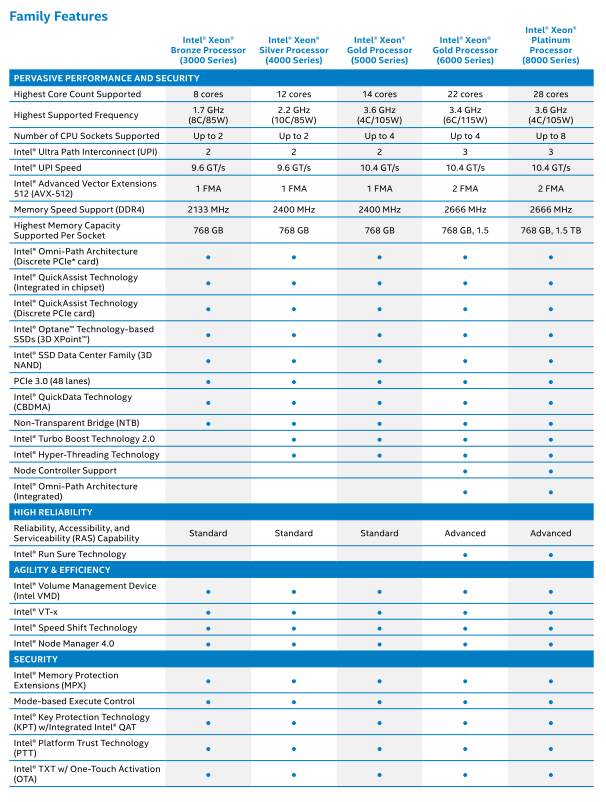 Family Features
Intel® Xeon® Bronze Processor (3000 Series)
Intel® Xeon® Silver Processor (4000 Series)
Intel® Xeon® Gold Processor (5000 Series)
Intel® Xeon® Gold Processor (6000 Series)
Intel® Xeon® Platinum Processor (8000 Series)
PERVASIVE PERFORMANCE AND SECURITY
Highest Core Count Supported 8 cores 12 cores 14 cores 22 cores 28 cores
Highest Supported Frequency 1.7 GHz (8C/85W) 2.2 GHz (10C/85W) 3.6 GHz (4C/105W) 3.4 GHz (6C/115W) 3.6 GHz (4C/105W)
Number of CPU Sockets Supported Up to 2 Up to 2 Up to 4 Up to 4 Up to 8
Intel® Ultra Path Interconnect (UPI) 2 2 2 3 3
Intel® UPI Speed 9.6 GT/s 9.6 GT/s 10.4 GT/s 10.4 GT/s 10.4 GT/s
Intel® Advanced Vector Extensions
512 (AVX-512) 1 FMA 1 FMA 1 FMA 2 FMA 2 FMA
Memory Speed Support (DDR4) 2133 MHz 2400 MHz 2400 MHz 2666 MHz 2666 MHz
Highest Memory Capacity
Supported Per Socket 768 GB 768 GB 768 GB 768 GB, 1.5 768 GB, 1.5 TB
Intel® Omni-Path Architecture
(Discrete PCIe* card) • • • • •
Intel® QuickAssist Technology
(Integrated in chipset) • • • • •
Intel® QuickAssist Technology
(Discrete PCIe card) • • • • •
Intel® Optane™ Technology-based
SSDs (3D XPoint™) • • • • •
Intel® SSD Data Center Family (3D
NAND) • • • • •
PCIe 3.0 (48 lanes) • • • • •
Intel® QuickData Technology
(CBDMA) • • • • •
Non-Transparent Bridge (NTB) • • • • •
Intel® Turbo Boost Technology 2.0 • • • •
Intel® Hyper-Threading Technology • • • •
Node Controller Support • •
Intel® Omni-Path Architecture
(Integrated) • •
HIGH RELIABILITY
Reliability, Accessibility, and
Serviceability (RAS) Capability Standard Standard Standard Advanced Advanced
Intel® Run Sure Technology • •
AGILITY & EFFICIENCY
Intel® Volume Management Device
(Intel VMD) • • • • •
Intel® VT-x • • • • •
Intel® Speed Shift Technology • • • • •
Intel® Node Manager 4.0 • • • • •
SECURITY
Intel® Memory Protection
Extensions (MPX) • • • • •
Mode-based Execute Control • • • • •
Intel® Key Protection Technology
(KPT) w/Integrated Intel® QAT • • • • •
Intel® Platform Trust Technology
(PTT) • • • • •
Intel® TXT w/ One-Touch Activation
(OTA) • • • • •